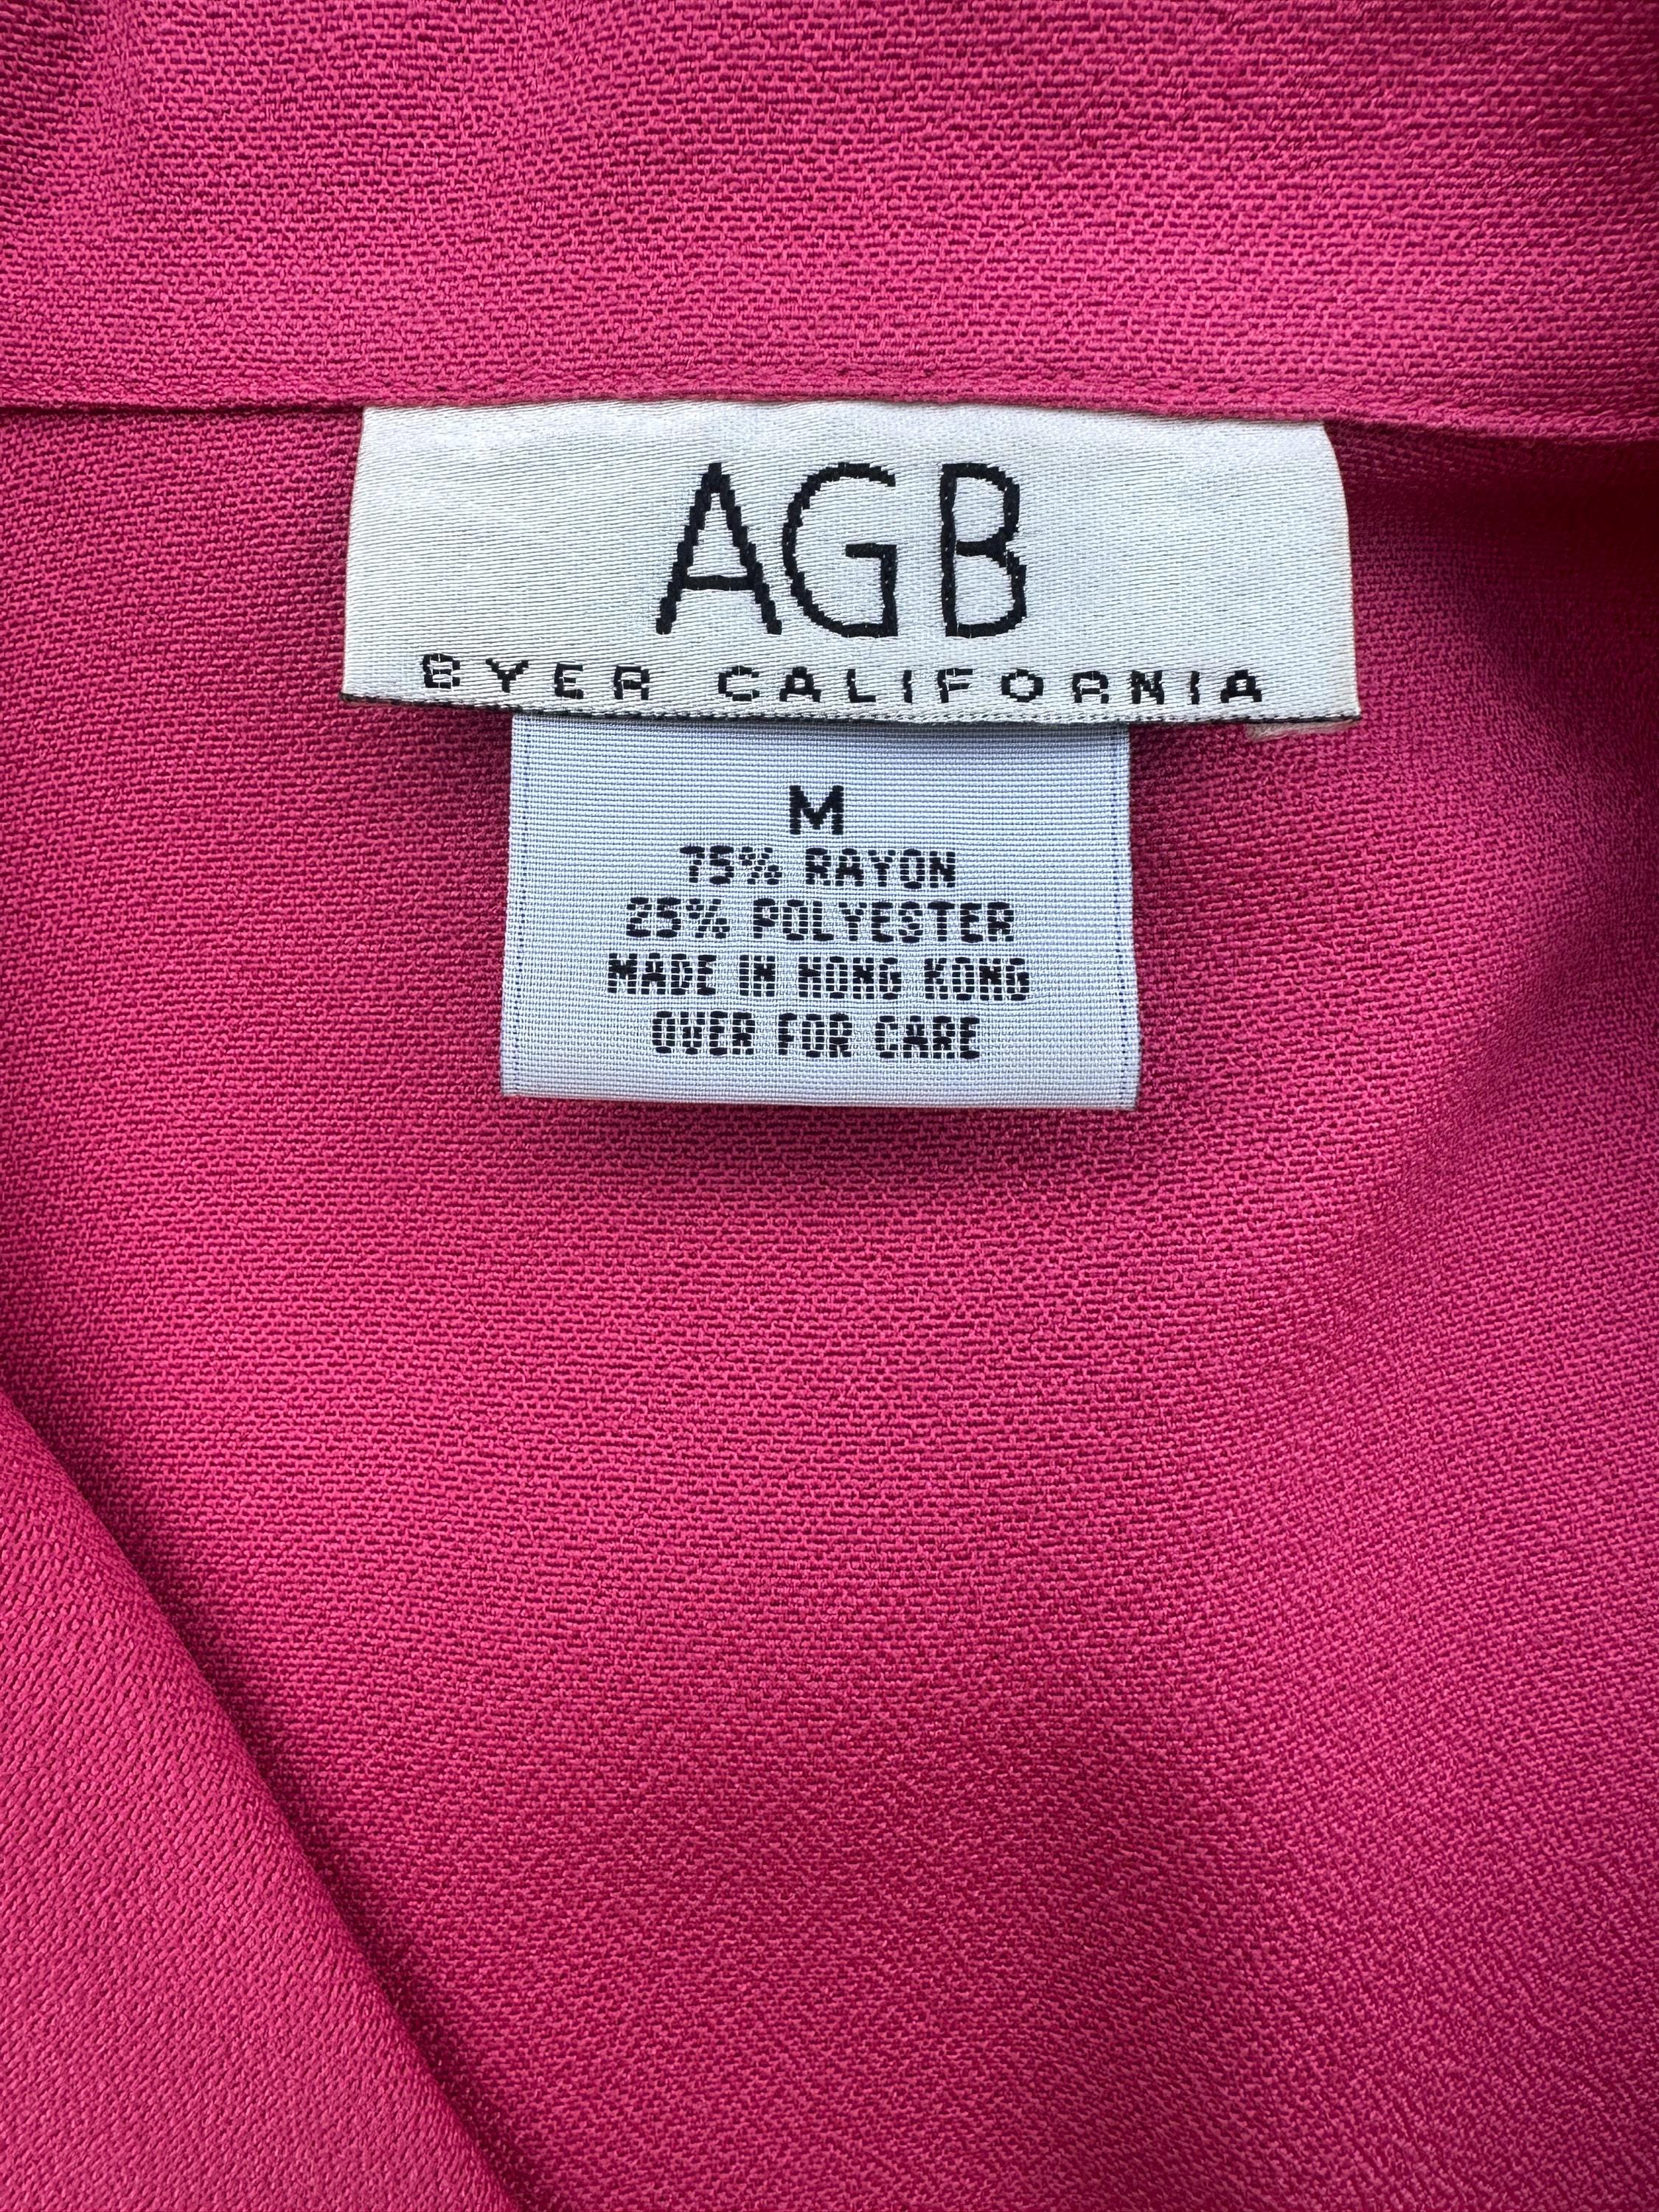 AGB
BYER CALIFORNIA
M
75% RAYON
25% POLYESTER
MADE IN HONG KONG
OVER FOR CARE